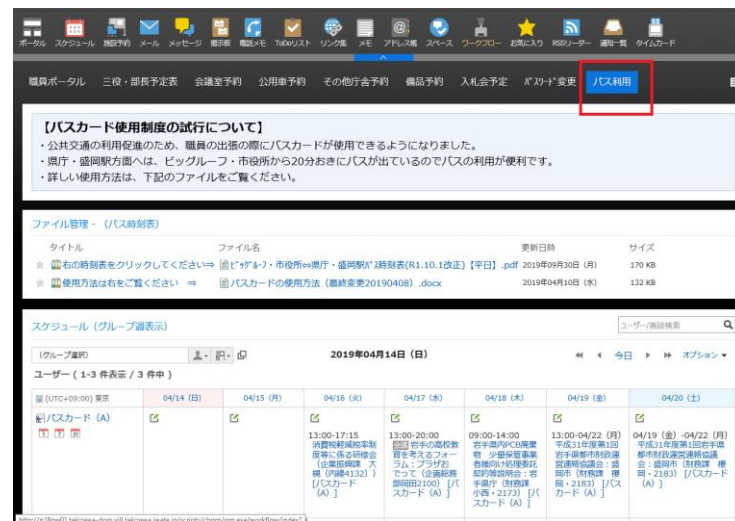 ポータル スケジュール 施設予約 メール メッセージ 掲示板 電話メモ ToDoリスト リンク集 メモ アドレス帳 スペース ワークフロー お気に入り RSSリーダー 通知一覧 タイムカード
職員ポータル 三役・部長予定表 会議室予約 公用車予約 その他庁舎予約 備品予約 入札会予定 パスワード変更 バス利用
【バスカード使用制度の試行について】
・公共交通の利用促進のため、職員の出張の際にバスカードが使用できるようになりました。
・県庁・盛岡駅方面へは、ビッグルーフ・市役所から20分おきにバスが出ているのでバスの利用が便利です。
・詳しい使用方法は、下記のファイルをご覧ください。
ファイル管理 - (バス時刻表)
タイトル ファイル名 更新日時 サイズ
右の時刻表をクリックしてください⇒ ビッグルーフ・市役所⇔県庁・盛岡駅バス時刻表(R1.10.1改正)【平日】.pdf 2019年09月30日(月) 170 KB
使用方法は右をご覧ください ⇒ バスカードの使用方法(最終変更20190408).docx 2019年04月10日(水) 132 KB
スケジュール (グループ週表示)
ユーザー/施設検索
(グループ選択) 2019年04月14日(日) 今日 オプション
ユーザー ( 1-3 件表示 / 3 件中 )
(UTC+09:00) 東京 04/14 (日) 04/15 (月) 04/16 (火) 04/17 (水) 04/18 (木) 04/19 (金) 04/20 (土)
バスカード (A)
13:00-17:15
消費税軽減税率制度等に係る研修会(企業振興課 大槻(内線4132))[バスカード(A)]
13:00-20:00
岩手の高校教育を考えるフォーラム:プラザおでって(企画総務部岡田2100)[バスカード(A)]
09:00-14:00
岩手県内PCB廃棄物 少量保管事業者様向け処理委託契約等説明会:岩手県庁(財務課 小西・2173)[バスカード(A)]
13:00-04/22 (月)
平成31年度第1回岩手県都市財政運営連絡協議会:盛岡市(財務課 櫻岡・2183)[バスカード(A)]
04/19 (金) -04/22 (月)
平成31年度第1回岩手県都市財政運営連絡協議会:盛岡市(財務課 櫻岡・2183)[バスカード(A)]